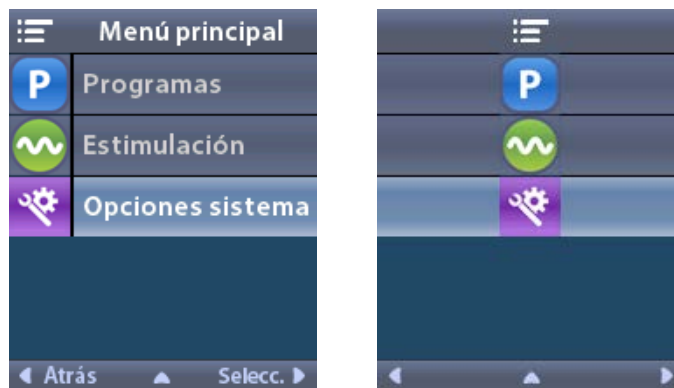 Menú principal
P Programas
Estimulación
Opciones sistema
Atrás Selecc.
P